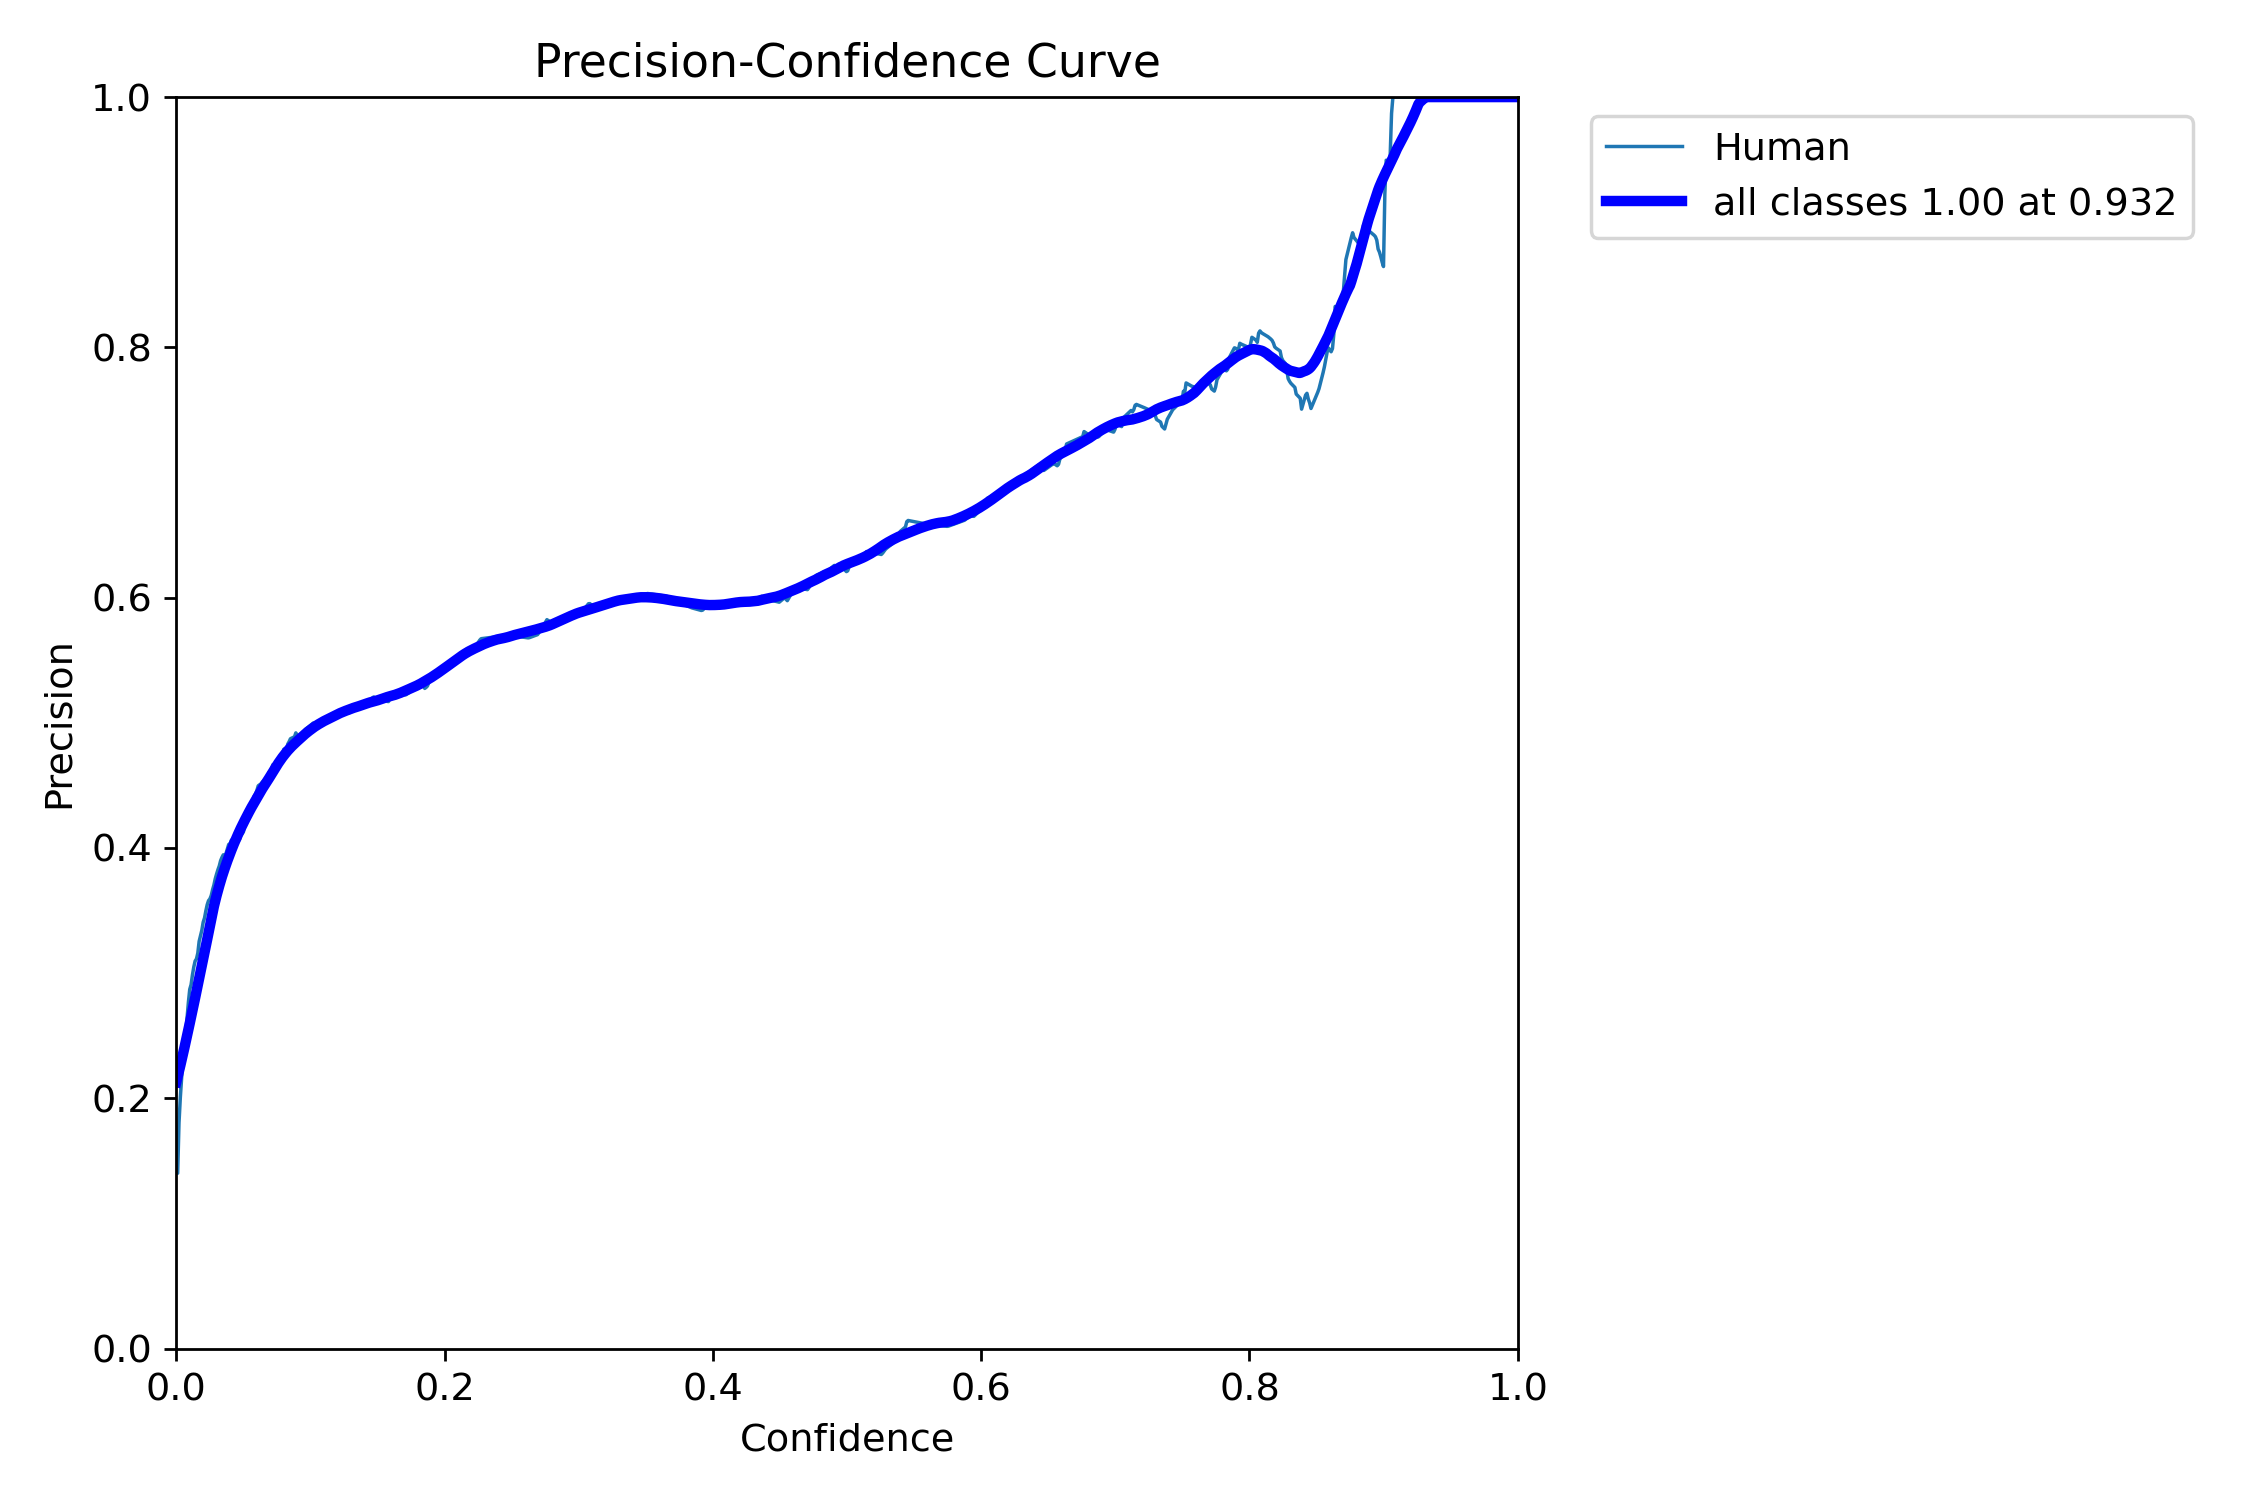 Precision-Confidence Curve
1.0
0.8
0.6
0.4
0.2
0.0
Precision
0.0 0.2 0.4 0.6 0.8 1.0
Confidence
Human
all classes 1.00 at 0.932